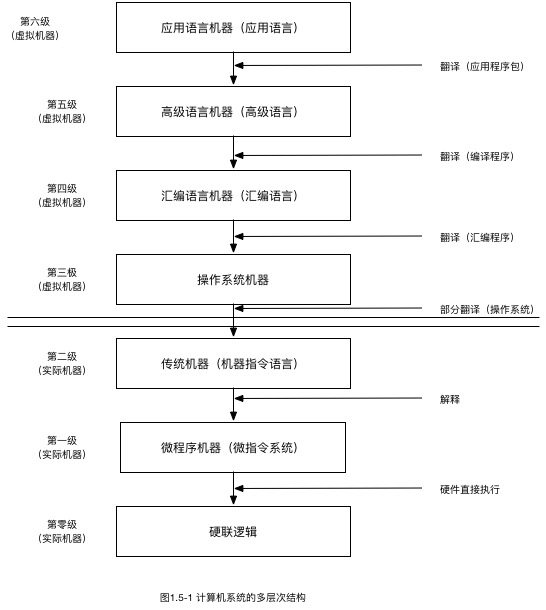 第六级
（虚拟机器）
应用语言机器（应用语言）
翻译（应用程序包）
第五级
（虚拟机器）
高级语言机器（高级语言）
翻译（编译程序）
第四级
（虚拟机器）
汇编语言机器（汇编语言）
翻译（汇编程序）
第三极
（虚拟机器）
操作系统机器
部分翻译（操作系统）
第二级
（实际机器）
传统机器（机器指令语言）
解释
第一级
（实际机器）
微程序机器（微指令系统）
硬件直接执行
第零级
（实际机器）
硬联逻辑
图1.5-1 计算机系统的多层次结构